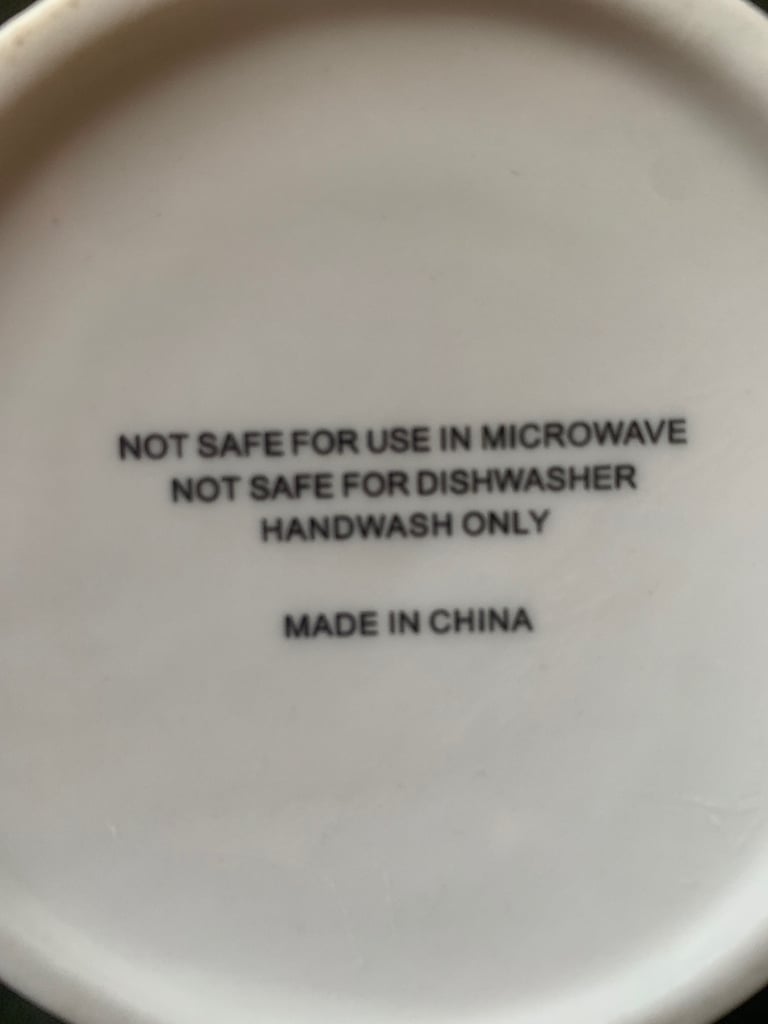 NOT SAFE FOR USE IN MICROWAVE
NOT SAFE FOR DISHWASHER
HANDWASH ONLY
MADE IN CHINA